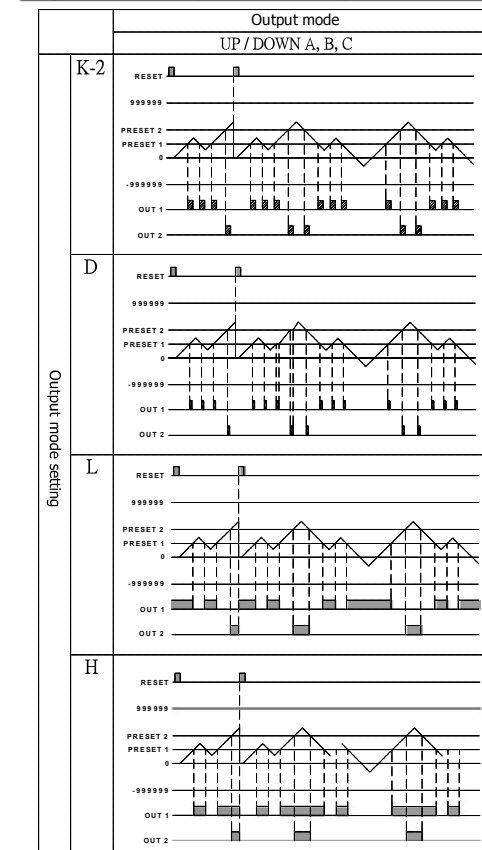 Output mode
UP / DOWN A, B, C
Output mode setting
K-2
RESET
999999
PRESET 2
PRESET 1
0
-999999
OUT 1
OUT 2
D
RESET
999999
PRESET 2
PRESET 1
0
-999999
OUT 1
OUT 2
L
RESET
999999
PRESET 2
PRESET 1
0
-999999
OUT 1
OUT 2
H
RESET
999999
PRESET 2
PRESET 1
0
-999999
OUT 1
OUT 2